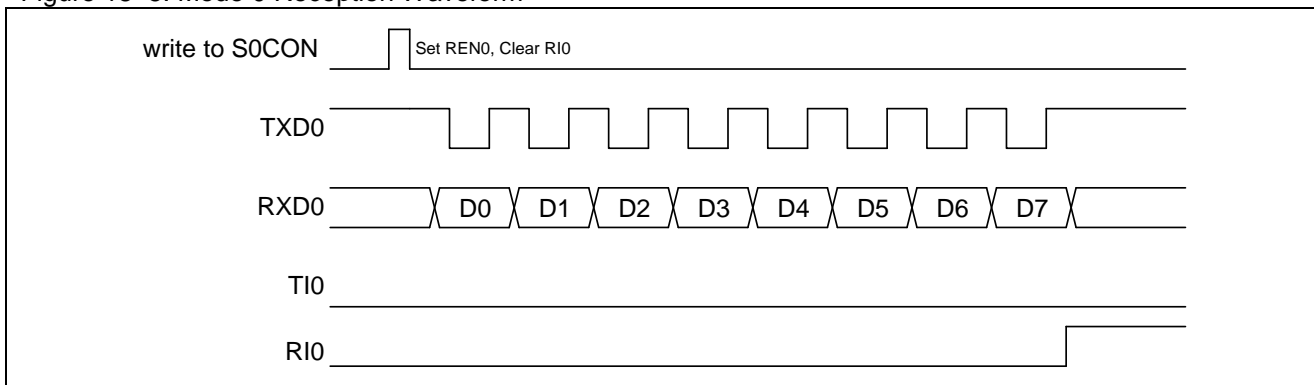 write to S0CON Set REN0, Clear RI0
TXD0
RXD0 D0 D1 D2 D3 D4 D5 D6 D7
TI0
RI0